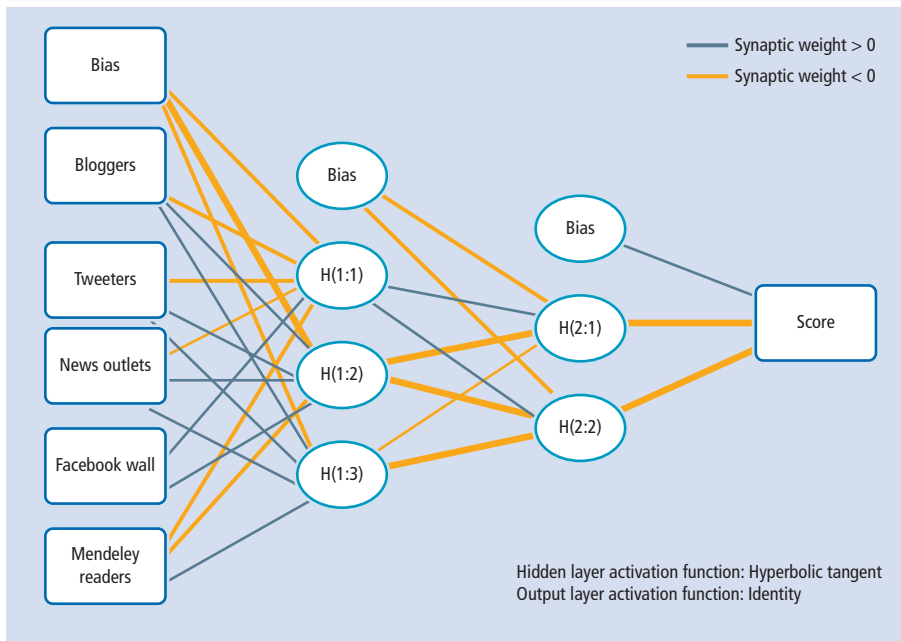 Bias
Bloggers
Tweeters
News outlets
Facebook wall
Mendeley
readers
Bias
H(1:1)
H(1:2)
H(1:3)
Bias
H(2:1)
H(2:2)
Score
Synaptic weight > 0
Synaptic weight < 0
Hidden layer activation function: Hyperbolic tangent
Output layer activation function: Identity